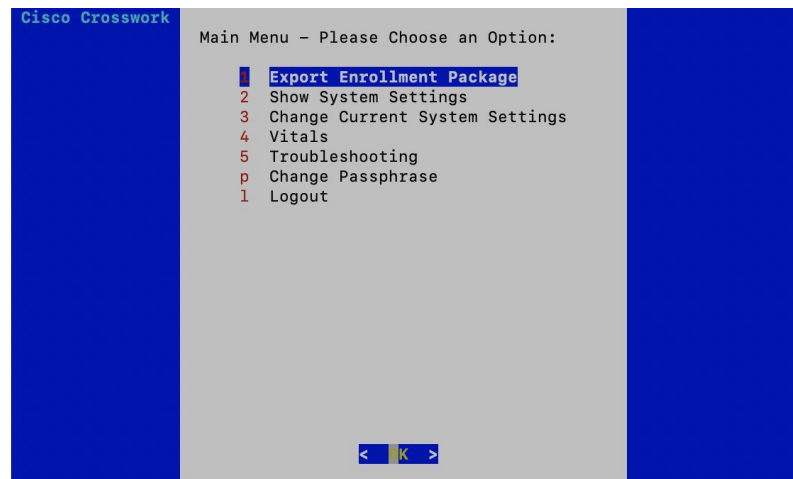 Cisco Crosswork
Main Menu – Please Choose an Option:
1 Export Enrollment Package
2 Show System Settings
3 Change Current System Settings
4 Vitals
5 Troubleshooting
p Change Passphrase
l Logout
< OK >